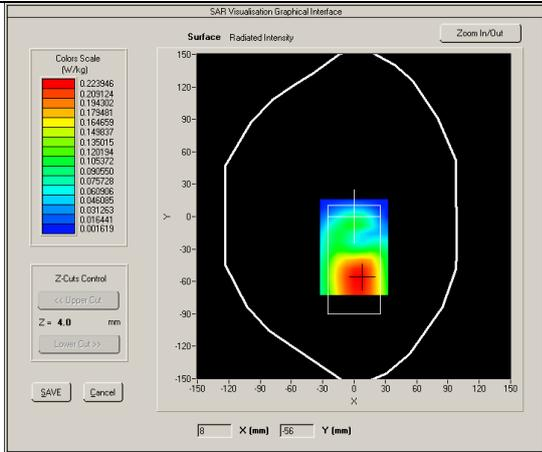 SAR Visualisation Graphical Interface
Surface Radiated Intensity
Zoom In/Out
Colors Scale
(W/kg)
0.223946
0.209124
0.194302
0.179481
0.164659
0.149837
0.135015
0.120194
0.105372
0.090550
0.075728
0.060906
0.046085
0.031263
0.016441
0.001619
Z-Cuts Control
<< Upper Cut
Z = 4.0 mm
Lower Cut >>
SAVE Cancel
150
120
90
60
30
0
-30
-60
-90
-120
-150
Y
-150 -120 -90 -60 -30 0 30 60 90 120 150
X
8 X (mm) -56 Y (mm)